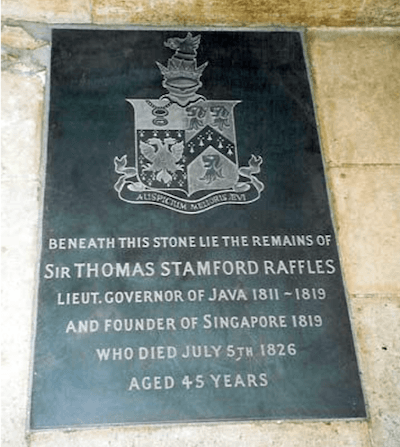 AUSPICIUM MELIORIS ÆVI
BENEATH THIS STONE LIE THE REMAINS OF
SIR THOMAS STAMFORD RAFFLES
LIEUT. GOVERNOR OF JAVA 1811 ~ 1819
AND FOUNDER OF SINGAPORE 1819
WHO DIED JULY 5TH 1826
AGED 45 YEARS